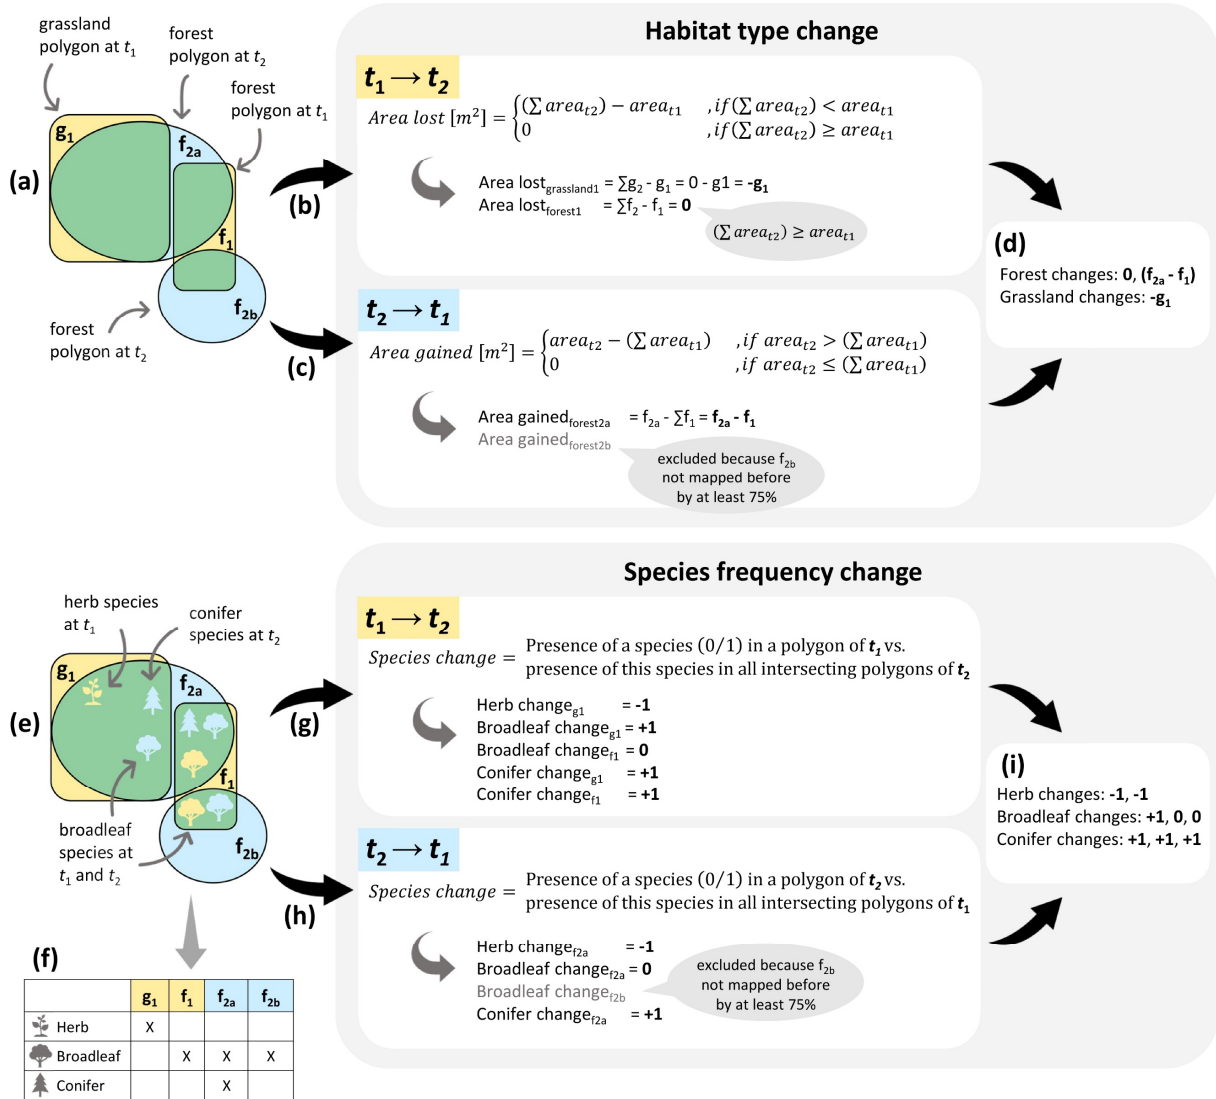 grassland
polygon at t1
forest
polygon at t2
forest
polygon at t1
g1
f2a
f1
f2b
(a)
forest
polygon at t2
(b)
(c)
Habitat type change
t1 → t2
Area lost [m²] = {(∑ area_t2) − area_t1 , if(∑ area_t2) < area_t1
0 , if(∑ area_t2) ≥ area_t1
Area lost_grassland1 = ∑g2 - g1 = 0 - g1 = -g1
Area lost_forest1 = ∑f2 - f1 = 0
(∑ area_t2) ≥ area_t1
t2 → t1
Area gained [m²] = {area_t2 − (∑ area_t1) , if area_t2 > (∑ area_t1)
0 , if area_t2 ≤ (∑ area_t1)
Area gained_forest2a = f2a - ∑f1 = f2a - f1
Area gained_forest2b
excluded because f2b
not mapped before
by at least 75%
(d)
Forest changes: 0, (f2a - f1)
Grassland changes: -g1
herb species
at t1
conifer
species at t2
g1
f2a
f1
f2b
(e)
broadleaf
species at
t1 and t2
(g)
(h)
Species frequency change
t1 → t2
Species change = Presence of a species (0/1) in a polygon of t1 vs.
presence of this species in all intersecting polygons of t2
Herb change_g1 = -1
Broadleaf change_g1 = +1
Broadleaf change_f1 = 0
Conifer change_g1 = +1
Conifer change_f1 = +1
t2 → t1
Species change = Presence of a species (0/1) in a polygon of t2 vs.
presence of this species in all intersecting polygons of t1
Herb change_f2a = -1
Broadleaf change_f2a = 0
Broadleaf change_f2b
Conifer change_f2a = +1
excluded because f2b
not mapped before
by at least 75%
(i)
Herb changes: -1, -1
Broadleaf changes: +1, 0, 0
Conifer changes: +1, +1, +1
(f)
g1 f1 f2a f2b
Herb X
Broadleaf X X X
Conifer X